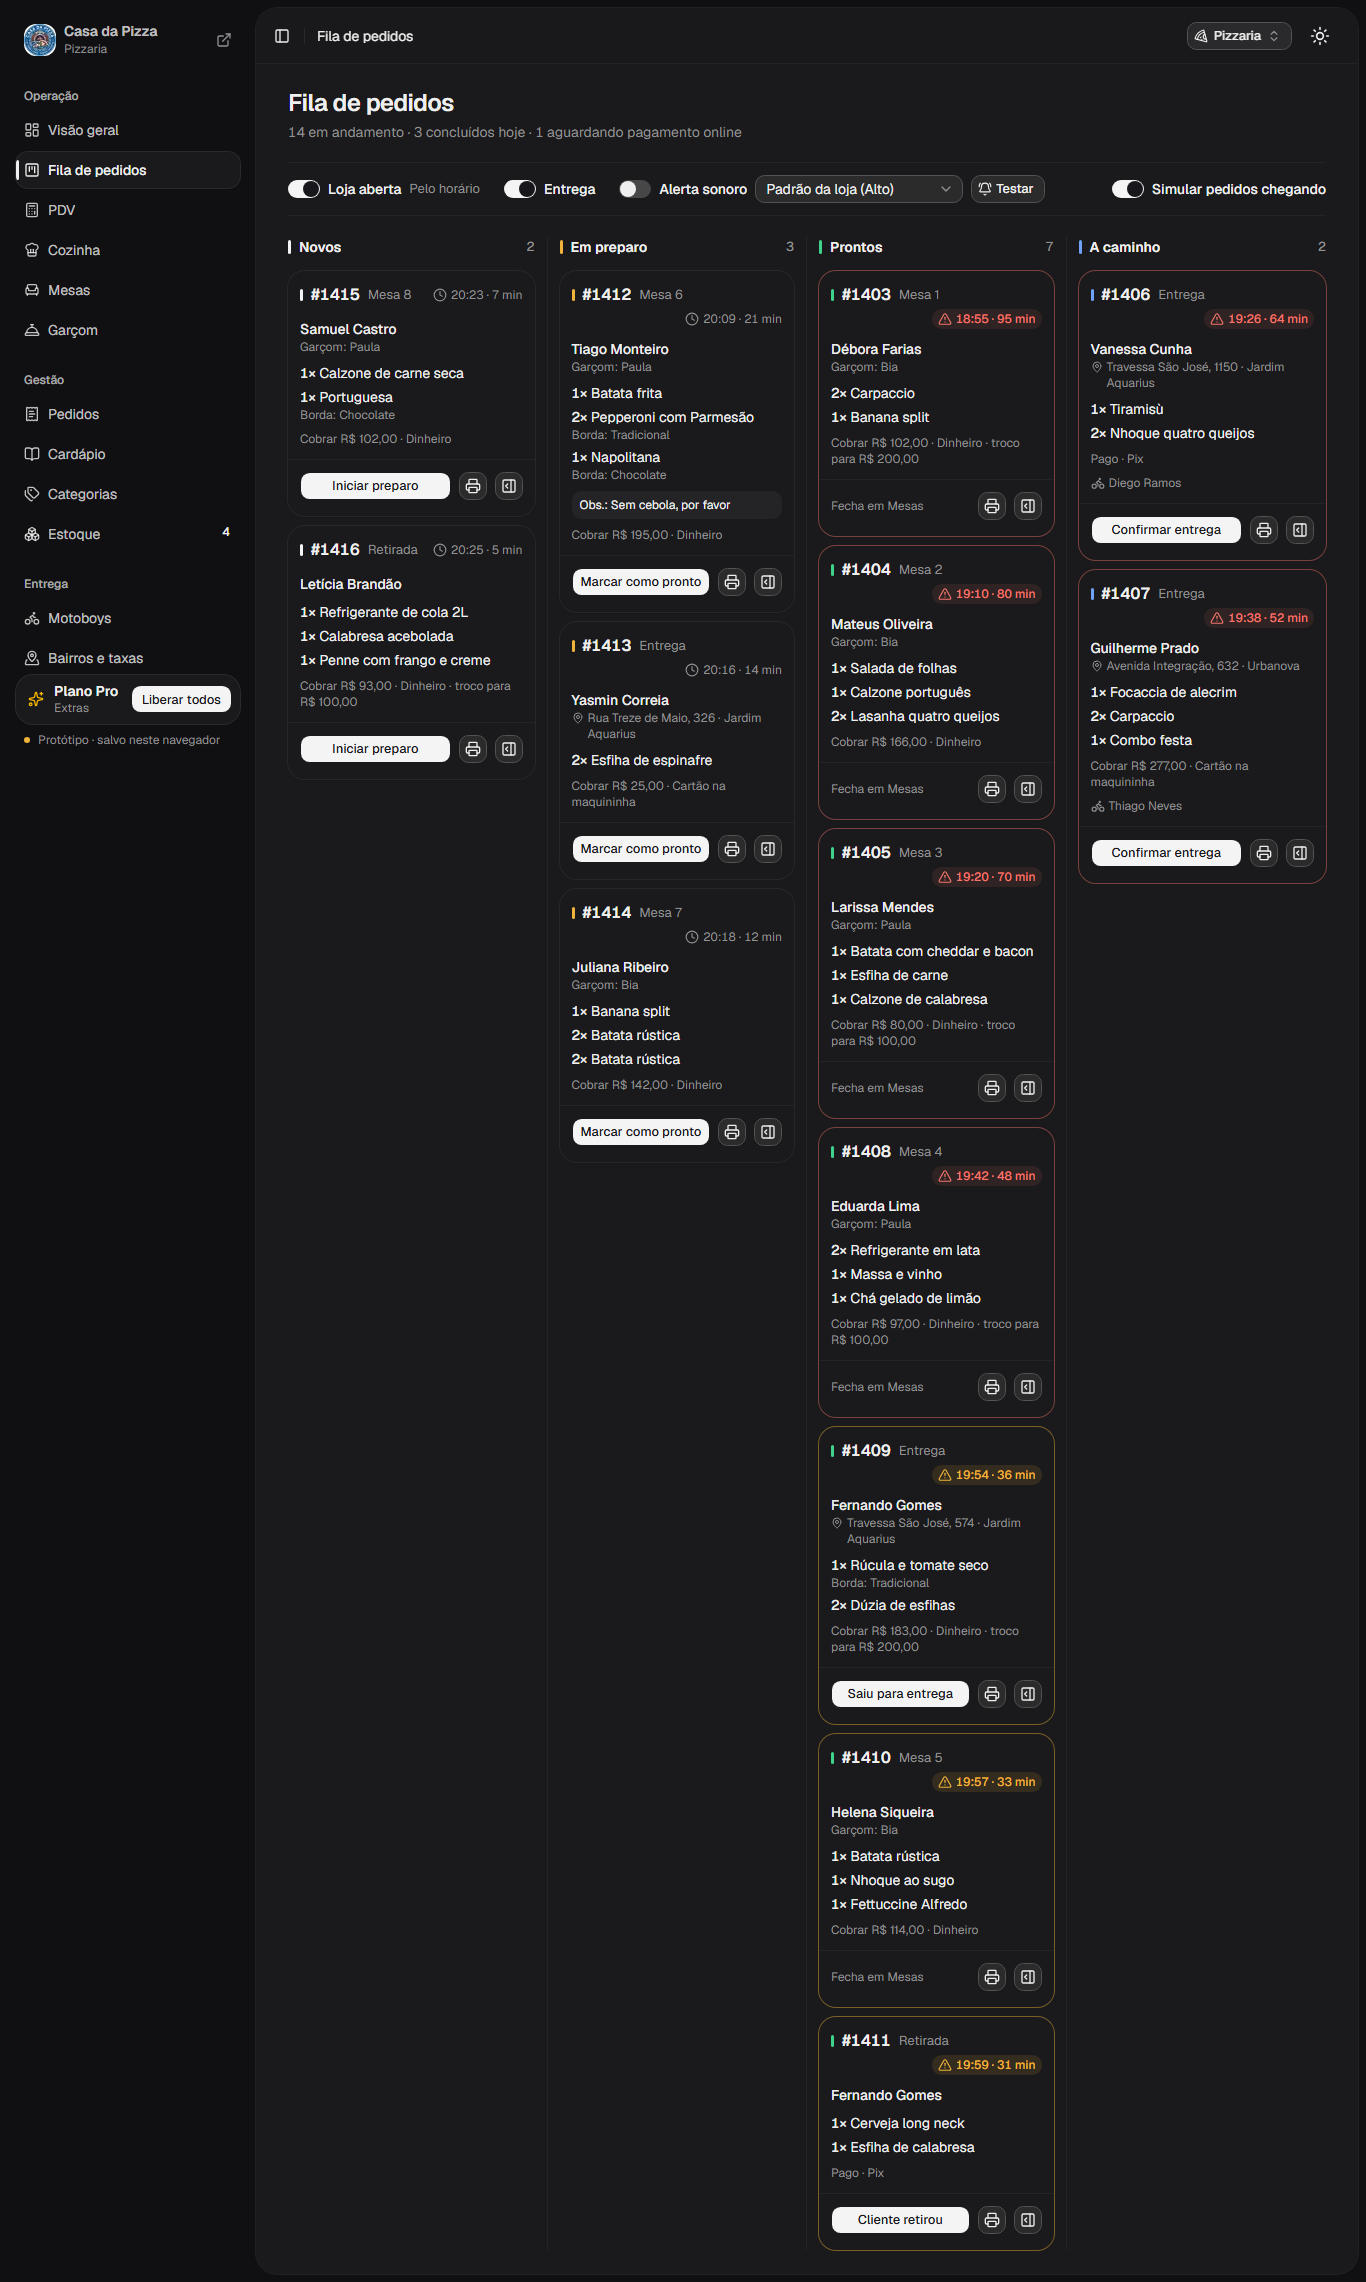 Casa da Pizza
Pizzaria
Operação
Visão geral
Fila de pedidos
PDV
Cozinha
Mesas
Garçom
Gestão
Pedidos
Cardápio
Categorias
Estoque 4
Entrega
Motoboys
Bairros e taxas
Plano Pro
Extras
Liberar todos
Protótipo · salvo neste navegador
Fila de pedidos
Pizzaria
Fila de pedidos
14 em andamento · 3 concluídos hoje · 1 aguardando pagamento online
Loja aberta Pelo horário Entrega Alerta sonoro Padrão da loja (Alto) Testar Simular pedidos chegando
Novos 2
#1415 Mesa 8 20:23 · 7 min
Samuel Castro
Garçom: Paula
1× Calzone de carne seca
1× Portuguesa
Borda: Chocolate
Cobrar R$ 102,00 · Dinheiro
Iniciar preparo
#1416 Retirada 20:25 · 5 min
Letícia Brandão
1× Refrigerante de cola 2L
1× Calabresa acebolada
1× Penne com frango e creme
Cobrar R$ 93,00 · Dinheiro · troco para
R$ 100,00
Iniciar preparo
Em preparo 3
#1412 Mesa 6
20:09 · 21 min
Tiago Monteiro
Garçom: Paula
1× Batata frita
2× Pepperoni com Parmesão
Borda: Tradicional
1× Napolitana
Borda: Chocolate
Obs.: Sem cebola, por favor
Cobrar R$ 195,00 · Dinheiro
Marcar como pronto
#1413 Entrega
20:16 · 14 min
Yasmin Correia
Rua Treze de Maio, 326 · Jardim
Aquarius
2× Esfiha de espinafre
Cobrar R$ 25,00 · Cartão na
maquininha
Marcar como pronto
#1414 Mesa 7
20:18 · 12 min
Juliana Ribeiro
Garçom: Bia
1× Banana split
2× Batata rústica
2× Batata rústica
Cobrar R$ 142,00 · Dinheiro
Marcar como pronto
Prontos 7
#1403 Mesa 1
18:55 · 95 min
Débora Farias
Garçom: Bia
2× Carpaccio
1× Banana split
Cobrar R$ 102,00 · Dinheiro · troco
para R$ 200,00
Fecha em Mesas
#1404 Mesa 2
19:10 · 80 min
Mateus Oliveira
Garçom: Bia
1× Salada de folhas
1× Calzone português
2× Lasanha quatro queijos
Cobrar R$ 166,00 · Dinheiro
Fecha em Mesas
#1405 Mesa 3
19:20 · 70 min
Larissa Mendes
Garçom: Paula
1× Batata com cheddar e bacon
1× Esfiha de carne
1× Calzone de calabresa
Cobrar R$ 80,00 · Dinheiro · troco
para R$ 100,00
Fecha em Mesas
#1408 Mesa 4
19:42 · 48 min
Eduarda Lima
Garçom: Paula
2× Refrigerante em lata
1× Massa e vinho
1× Chá gelado de limão
Cobrar R$ 97,00 · Dinheiro · troco para
R$ 100,00
Fecha em Mesas
#1409 Entrega
19:54 · 36 min
Fernando Gomes
Travessa São José, 574 · Jardim
Aquarius
1× Rúcula e tomate seco
Borda: Tradicional
2× Dúzia de esfihas
Cobrar R$ 183,00 · Dinheiro · troco
para R$ 200,00
Saiu para entrega
#1410 Mesa 5
19:57 · 33 min
Helena Siqueira
Garçom: Bia
1× Batata rústica
1× Nhoque ao sugo
1× Fettuccine Alfredo
Cobrar R$ 114,00 · Dinheiro
Fecha em Mesas
#1411 Retirada
19:59 · 31 min
Fernando Gomes
1× Cerveja long neck
1× Esfiha de calabresa
Pago · Pix
Cliente retirou
A caminho 2
#1406 Entrega
19:26 · 64 min
Vanessa Cunha
Travessa São José, 1150 · Jardim
Aquarius
1× Tiramisù
2× Nhoque quatro queijos
Pago · Pix
Diego Ramos
Confirmar entrega
#1407 Entrega
19:38 · 52 min
Guilherme Prado
Avenida Integração, 632 · Urbanova
1× Focaccia de alecrim
2× Carpaccio
1× Combo festa
Cobrar R$ 277,00 · Cartão na
maquininha
Thiago Neves
Confirmar entrega